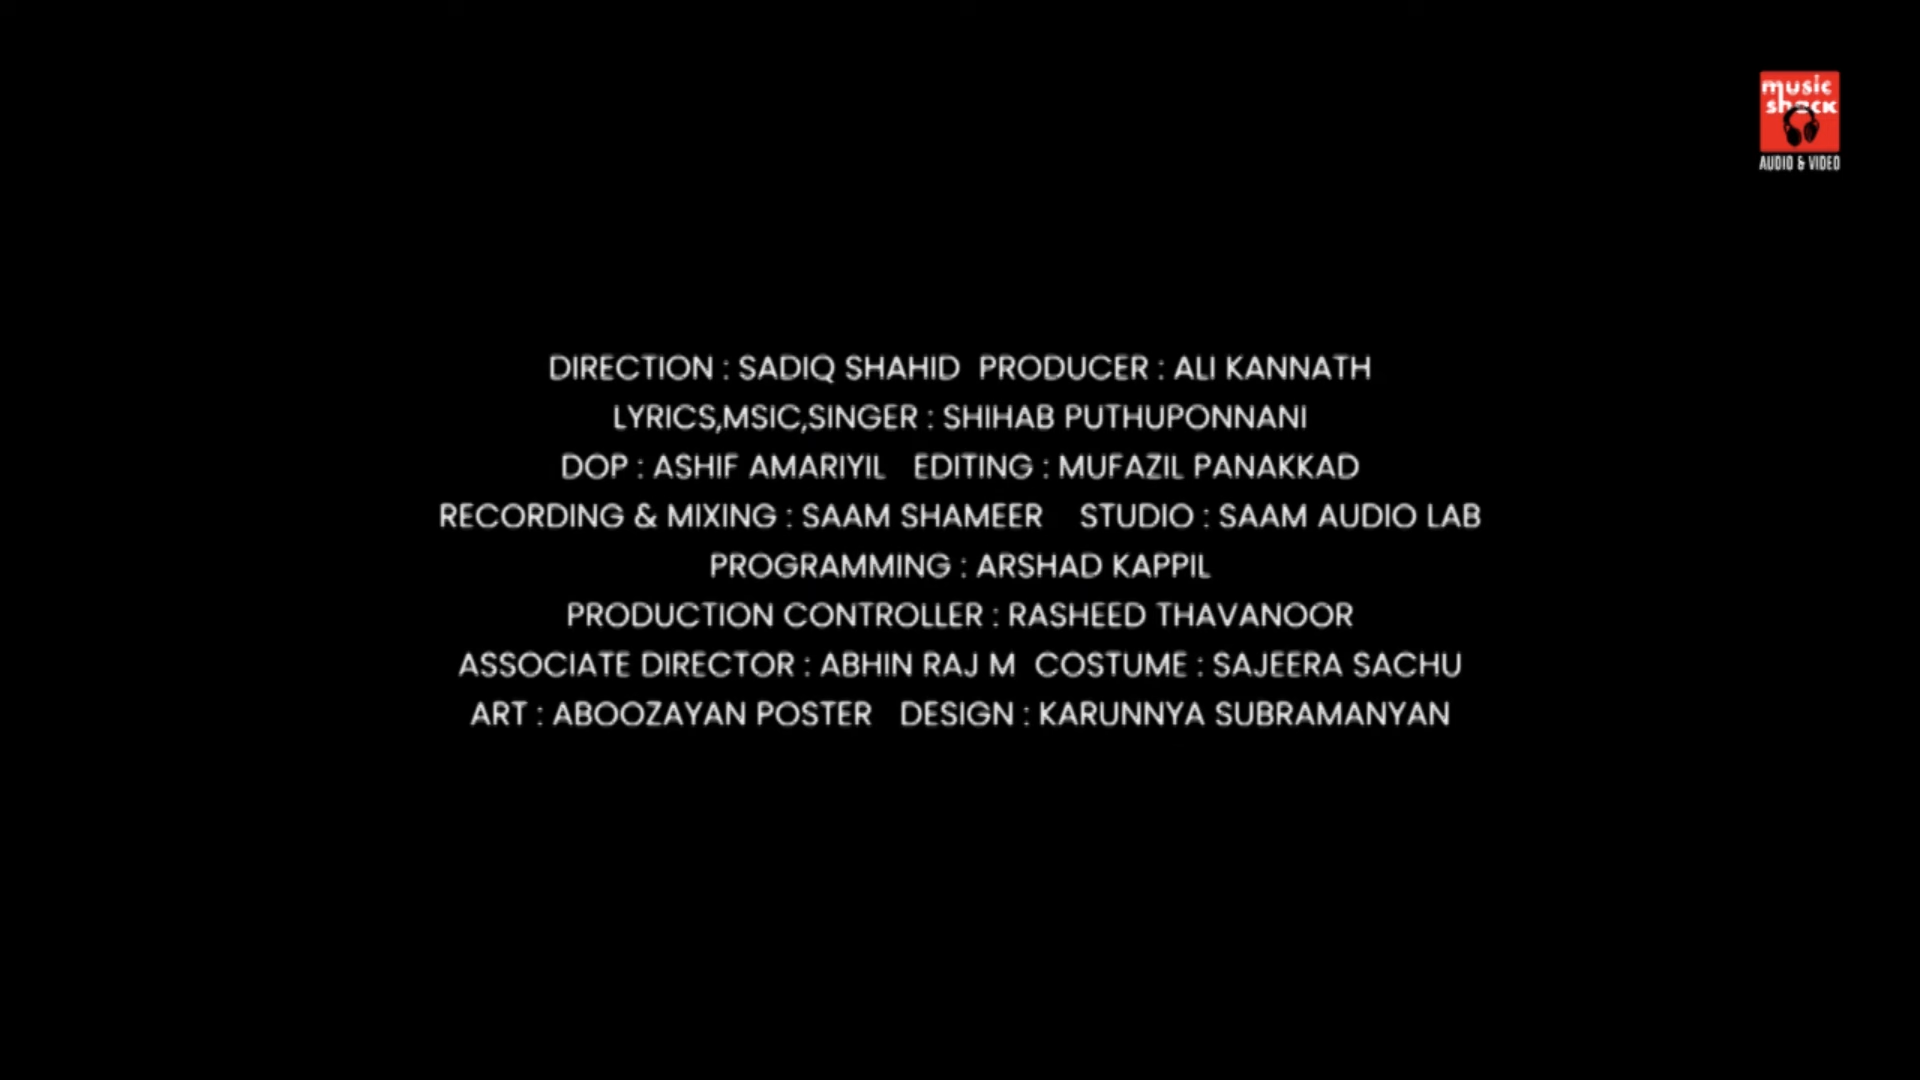 music
shack
AUDIO & VIDEO
DIRECTION : SADIQ SHAHID PRODUCER : ALI KANNATH
LYRICS,MSIC,SINGER : SHIHAB PUTHUPONNANI
DOP : ASHIF AMARIYIL EDITING : MUFAZIL PANAKKAD
RECORDING & MIXING : SAAM SHAMEER STUDIO : SAAM AUDIO LAB
PROGRAMMING : ARSHAD KAPPIL
PRODUCTION CONTROLLER : RASHEED THAVANOOR
ASSOCIATE DIRECTOR : ABHIN RAJ M COSTUME : SAJEERA SACHU
ART : ABOOZAYAN POSTER DESIGN : KARUNNYA SUBRAMANYAN